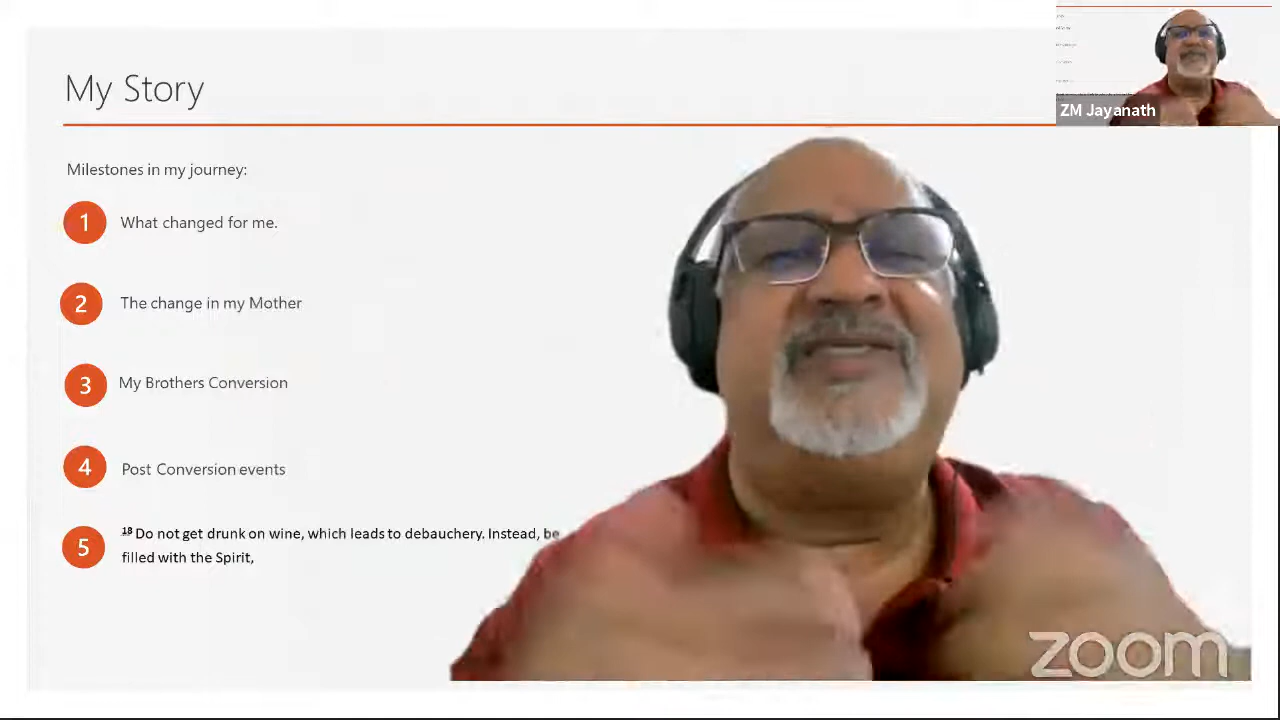 My Story
ZM Jayanath
Milestones in my journey:
1 What changed for me.
2 The change in my Mother
3 My Brothers Conversion
4 Post Conversion events
5 18 Do not get drunk on wine, which leads to debauchery. Instead, be
filled with the Spirit,
zoom